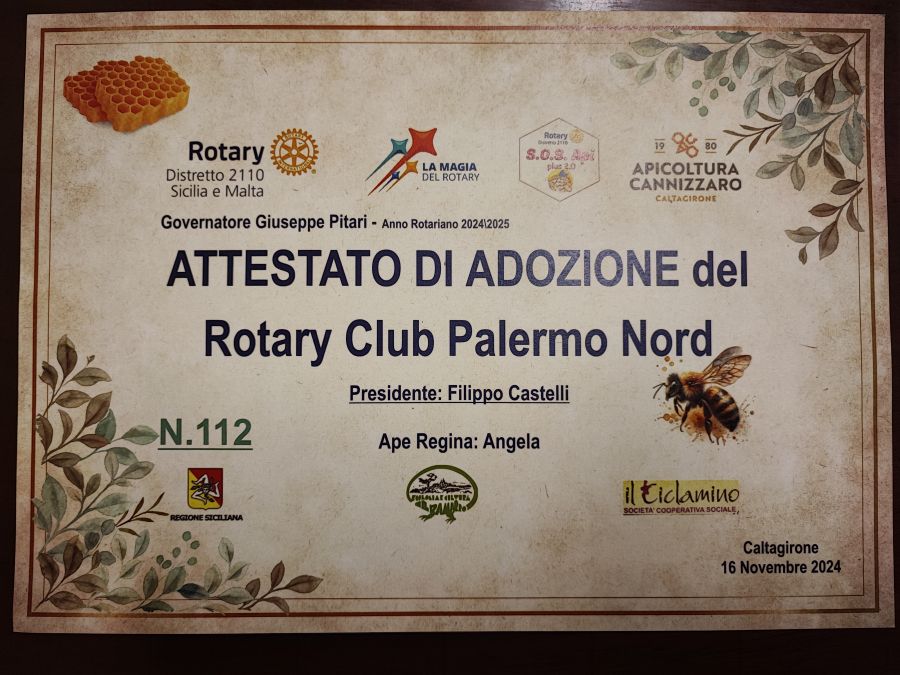 Rotary
Distretto 2110
Sicilia e Malta
LA MAGIA
DEL ROTARY
Rotary
Distretto 2110
S.O.S. Api
plus 2.0
19 80
APICOLTURA
CANNIZZARO
CALTAGIRONE
Governatore Giuseppe Pitari - Anno Rotariano 2024\2025
ATTESTATO DI ADOZIONE del
Rotary Club Palermo Nord
Presidente: Filippo Castelli
N.112
Ape Regina: Angela
REGIONE SICILIANA
il Ciclamino
SOCIETA' COOPERATIVA SOCIALE
Caltagirone
16 Novembre 2024